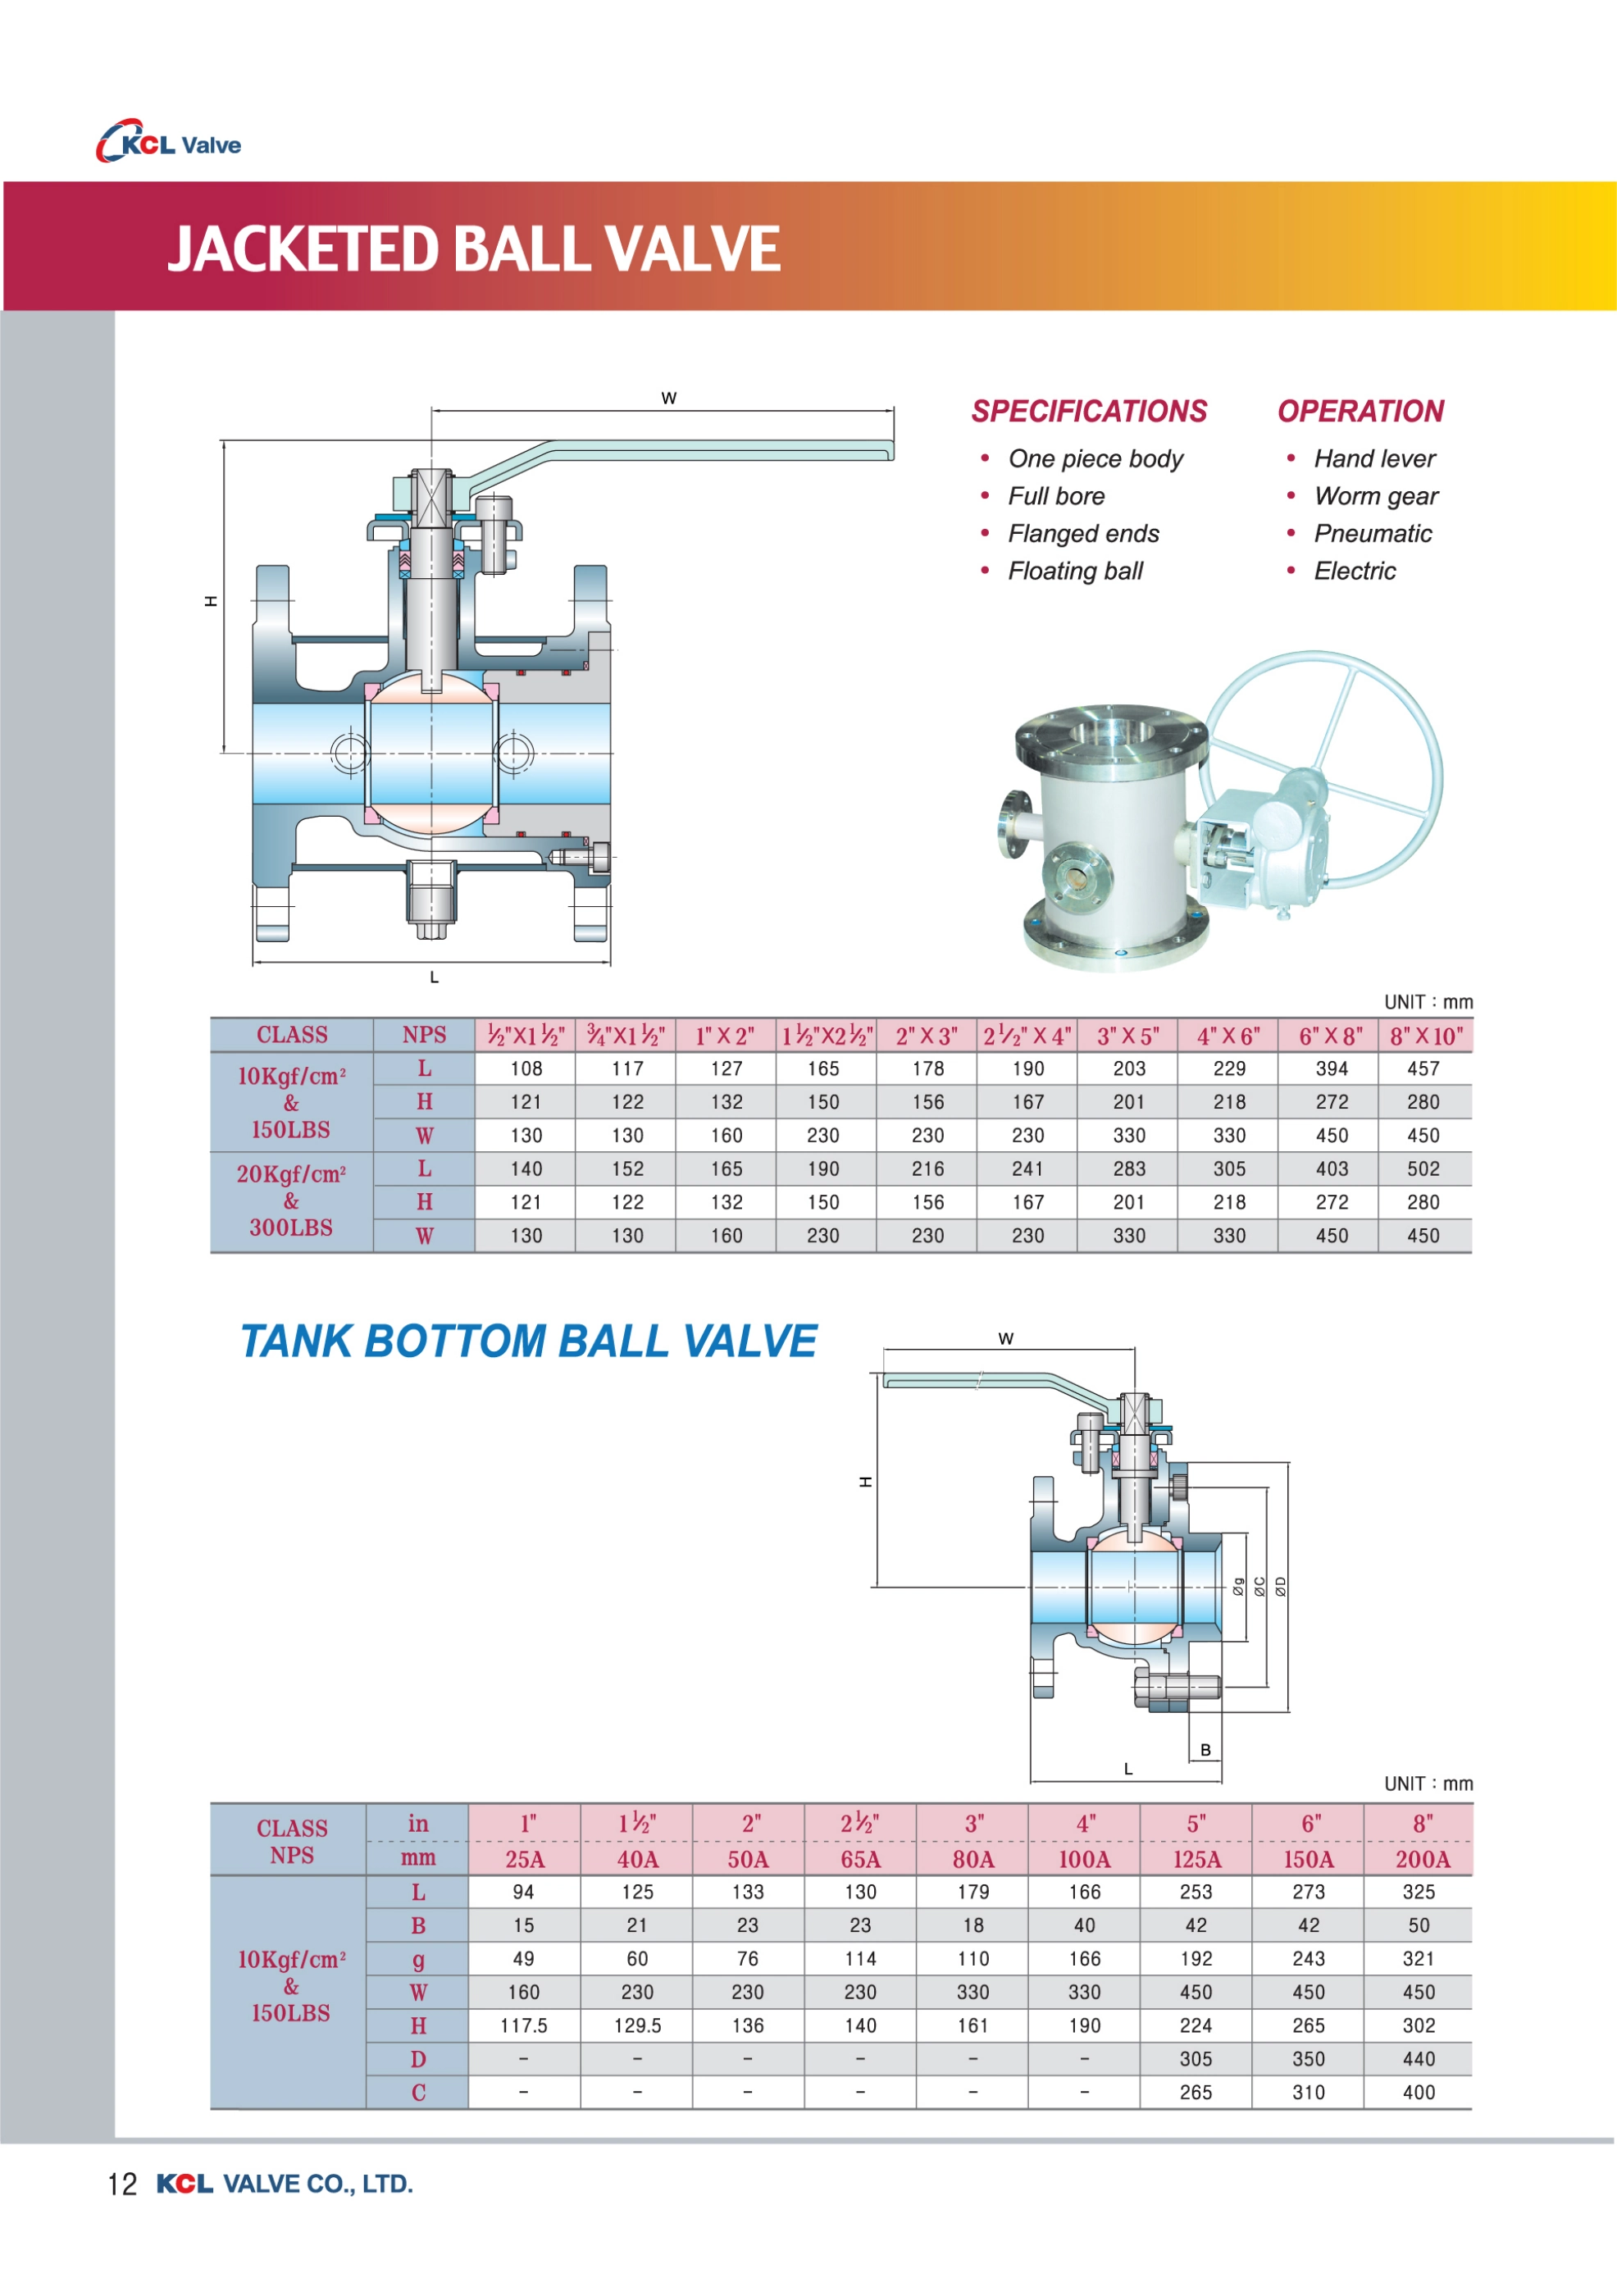 KCL Valve
JACKETED BALL VALVE
W
H
L
SPECIFICATIONS
• One piece body
• Full bore
• Flanged ends
• Floating ball
OPERATION
• Hand lever
• Worm gear
• Pneumatic
• Electric
UNIT : mm
CLASS NPS ½"X1½" ¾"X1½" 1"X2" 1½"X2½" 2"X3" 2½"X4" 3"X5" 4"X6" 6"X8" 8"X10"
10Kgf/cm² & 150LBS
L 108 117 127 165 178 190 203 229 394 457
H 121 122 132 150 156 167 201 218 272 280
W 130 130 160 230 230 230 330 330 450 450
20Kgf/cm² & 300LBS
L 140 152 165 190 216 241 283 305 403 502
H 121 122 132 150 156 167 201 218 272 280
W 130 130 160 230 230 230 330 330 450 450
TANK BOTTOM BALL VALVE
W
H
Øg
ØC
ØD
B
L
UNIT : mm
CLASS NPS
in 1" 1½" 2" 2½" 3" 4" 5" 6" 8"
mm 25A 40A 50A 65A 80A 100A 125A 150A 200A
10Kgf/cm² & 150LBS
L 94 125 133 130 179 166 253 273 325
B 15 21 23 23 18 40 42 42 50
g 49 60 76 114 110 166 192 243 321
W 160 230 230 230 330 330 450 450 450
H 117.5 129.5 136 140 161 190 224 265 302
D - - - - - - 305 350 440
C - - - - - - 265 310 400
12 KCL VALVE CO., LTD.